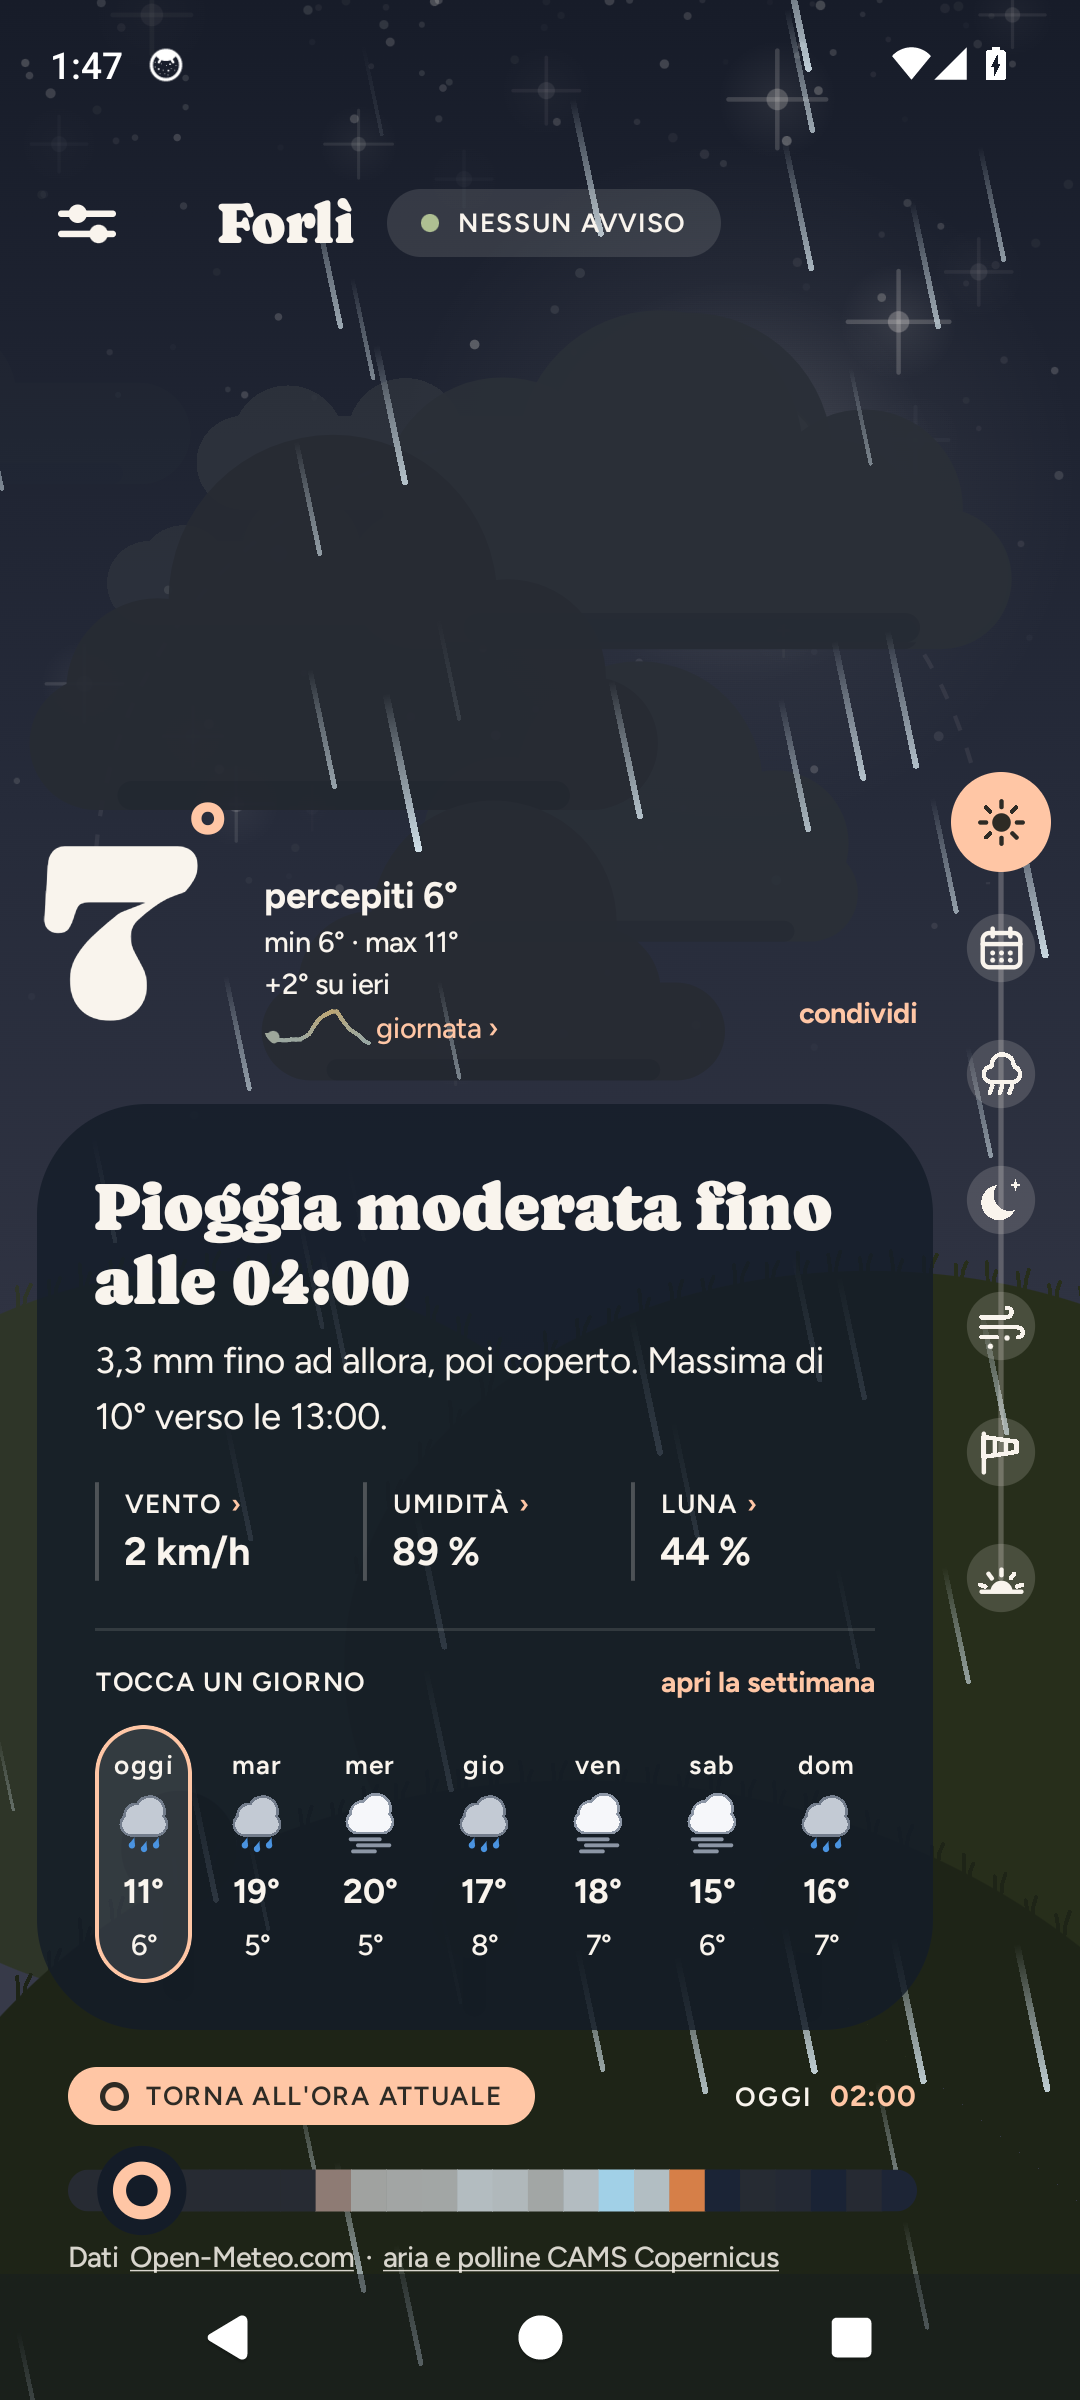 1:47
Forlì
NESSUN AVVISO
7°
percepiti 6°
min 6° · max 11°
+2° su ieri
giornata ›
condividi
Pioggia moderata fino
alle 04:00
3,3 mm fino ad allora, poi coperto. Massima di
10° verso le 13:00.
VENTO › UMIDITÀ › LUNA ›
2 km/h 89 % 44 %
TOCCA UN GIORNO apri la settimana
oggi mar mer gio ven sab dom
11° 19° 20° 17° 18° 15° 16°
6° 5° 5° 8° 7° 6° 7°
TORNA ALL'ORA ATTUALE OGGI 02:00
Dati Open-Meteo.com · aria e polline CAMS Copernicus